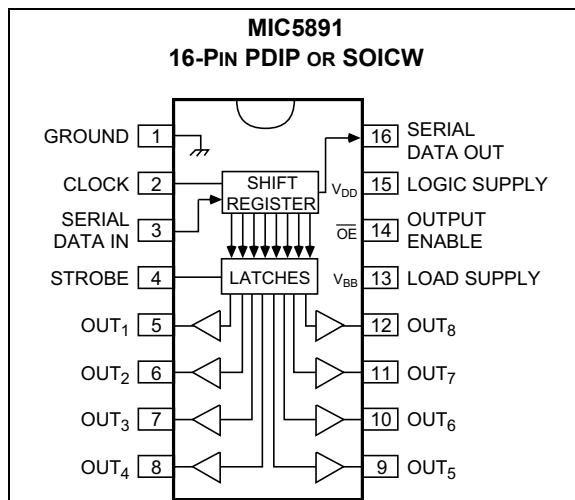 MIC5891
16-PIN PDIP OR SOICW
GROUND 1
CLOCK 2
SERIAL
DATA IN 3
STROBE 4
OUT1 5
OUT2 6
OUT3 7
OUT4 8
SHIFT
REGISTER
LATCHES
VDD
OE
VBB
16 SERIAL
DATA OUT
15 LOGIC SUPPLY
14 OUTPUT
ENABLE
13 LOAD SUPPLY
12 OUT8
11 OUT7
10 OUT6
9 OUT5